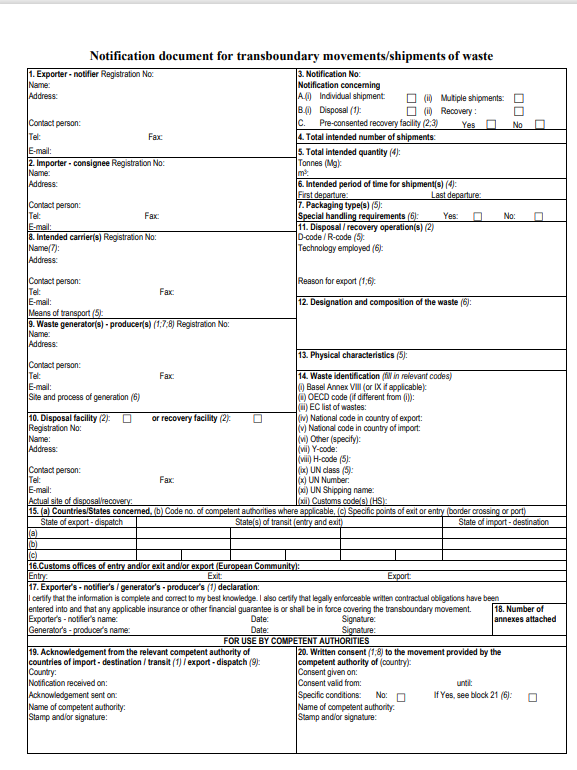 Notification document for transboundary movements/shipments of waste
1. Exporter - notifier Registration No:
Name:
Address:
Contact person:
Tel: Fax:
E-mail:
2. Importer - consignee Registration No:
Name:
Address:
Contact person:
Tel: Fax:
E-mail:
8. Intended carrier(s) Registration No:
Name(7):
Address:
Contact person:
Tel: Fax:
E-mail:
Means of transport (5):
9. Waste generator(s) - producer(s) (1;7;8) Registration No:
Name:
Address:
Contact person:
Tel: Fax:
E-mail:
Site and process of generation (6)
10. Disposal facility (2): or recovery facility (2):
Registration No:
Name:
Address:
Contact person:
Tel: Fax:
E-mail:
Actual site of disposal/recovery:
3. Notification No:
Notification concerning
A.(i) Individual shipment: (ii) Multiple shipments:
B.(i) Disposal (1): (ii) Recovery :
C. Pre-consented recovery facility (2;3) Yes No
4. Total intended number of shipments:
5. Total intended quantity (4):
Tonnes (Mg):
m³:
6. Intended period of time for shipment(s) (4):
First departure: Last departure:
7. Packaging type(s) (5):
Special handling requirements (6): Yes: No:
11. Disposal / recovery operation(s) (2)
D-code / R-code (5):
Technology employed (6):
Reason for export (1;6):
12. Designation and composition of the waste (6):
13. Physical characteristics (5):
14. Waste identification (fill in relevant codes)
(i) Basel Annex VIII (or IX if applicable):
(ii) OECD code (if different from (i)):
(iii) EC list of wastes:
(iv) National code in country of export:
(v) National code in country of import:
(vi) Other (specify):
(vii) Y-code:
(viii) H-code (5):
(ix) UN class (5):
(x) UN Number:
(xi) UN Shipping name:
(xii) Customs code(s) (HS):
15. (a) Countries/States concerned, (b) Code no. of competent authorities where applicable, (c) Specific points of exit or entry (border crossing or port)
State of export - dispatch State(s) of transit (entry and exit) State of import - destination
(a)
(b)
(c)
16.Customs offices of entry and/or exit and/or export (European Community):
Entry: Exit: Export:
17. Exporter's - notifier's / generator's - producer's (1) declaration:
I certify that the information is complete and correct to my best knowledge. I also certify that legally enforceable written contractual obligations have been
entered into and that any applicable insurance or other financial guarantee is or shall be in force covering the transboundary movement.
Exporter's - notifier's name: Date: Signature:
Generator's - producer's name: Date: Signature:
18. Number of
annexes attached
FOR USE BY COMPETENT AUTHORITIES
19. Acknowledgement from the relevant competent authority of
countries of import - destination / transit (1) / export - dispatch (9):
Country:
Notification received on:
Acknowledgement sent on:
Name of competent authority:
Stamp and/or signature:
20. Written consent (1;8) to the movement provided by the
competent authority of (country):
Consent given on:
Consent valid from: until:
Specific conditions: No: If Yes, see block 21 (6):
Name of competent authority:
Stamp and/or signature: